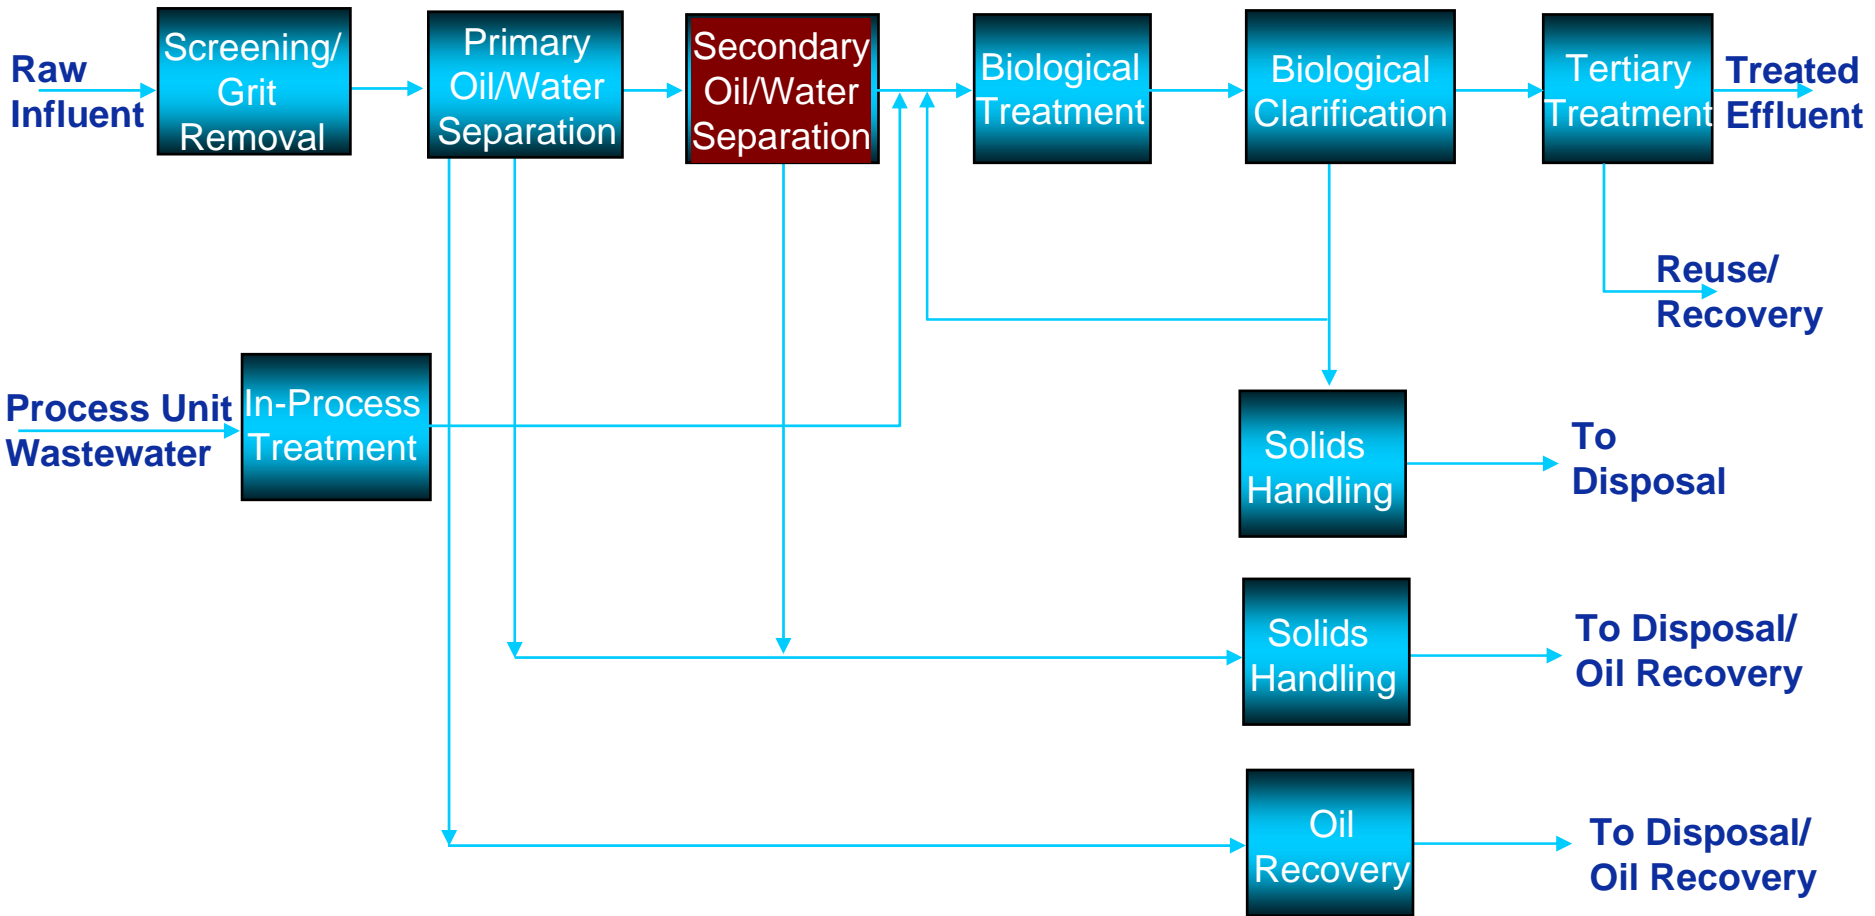 Raw
Influent
Screening/
Grit
Removal
Primary
Oil/Water
Separation
Secondary
Oil/Water
Separation
Biological
Treatment
Biological
Clarification
Tertiary
Treatment
Treated
Effluent
Reuse/
Recovery
Process Unit
Wastewater
In-Process
Treatment
Solids
Handling
To
Disposal
Solids
Handling
To Disposal/
Oil Recovery
Oil
Recovery
To Disposal/
Oil Recovery